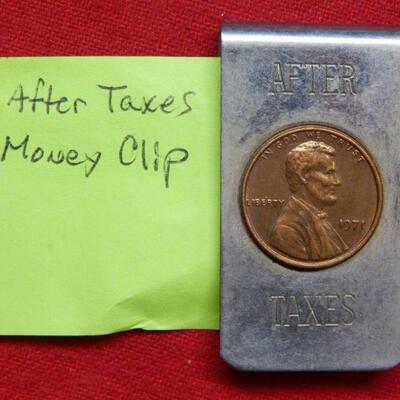 After Taxes
Money Clip
AFTER
IN GOD WE TRUST
LIBERTY
1971
TAXES